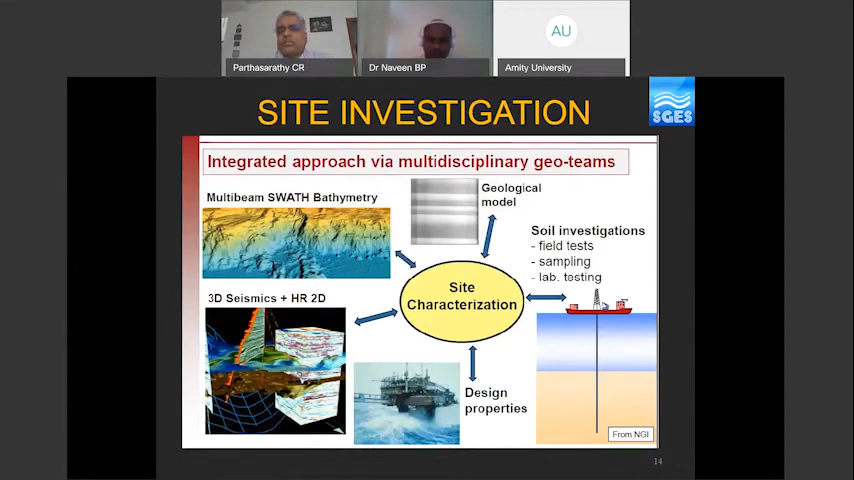 AU
Parthasarathy CR
Dr Naveen BP
Amity University
SGES
SITE INVESTIGATION
Integrated approach via multidisciplinary geo-teams
Multibeam SWATH Bathymetry
Geological
model
Soil investigations
- field tests
- sampling
- lab. testing
Site
Characterization
3D Seismics + HR 2D
Design
properties
From NGI
14